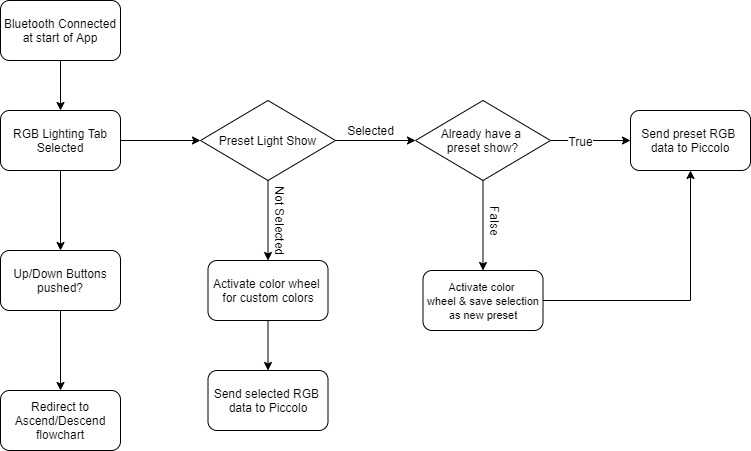 Bluetooth Connected
at start of App
RGB Lighting Tab
Selected
Preset Light Show
Selected
Already have a
preset show?
True
Send preset RGB
data to Piccolo
Not Selected
False
Up/Down Buttons
pushed?
Activate color wheel
for custom colors
Activate color
wheel & save selection
as new preset
Redirect to
Ascend/Descend
flowchart
Send selected RGB
data to Piccolo